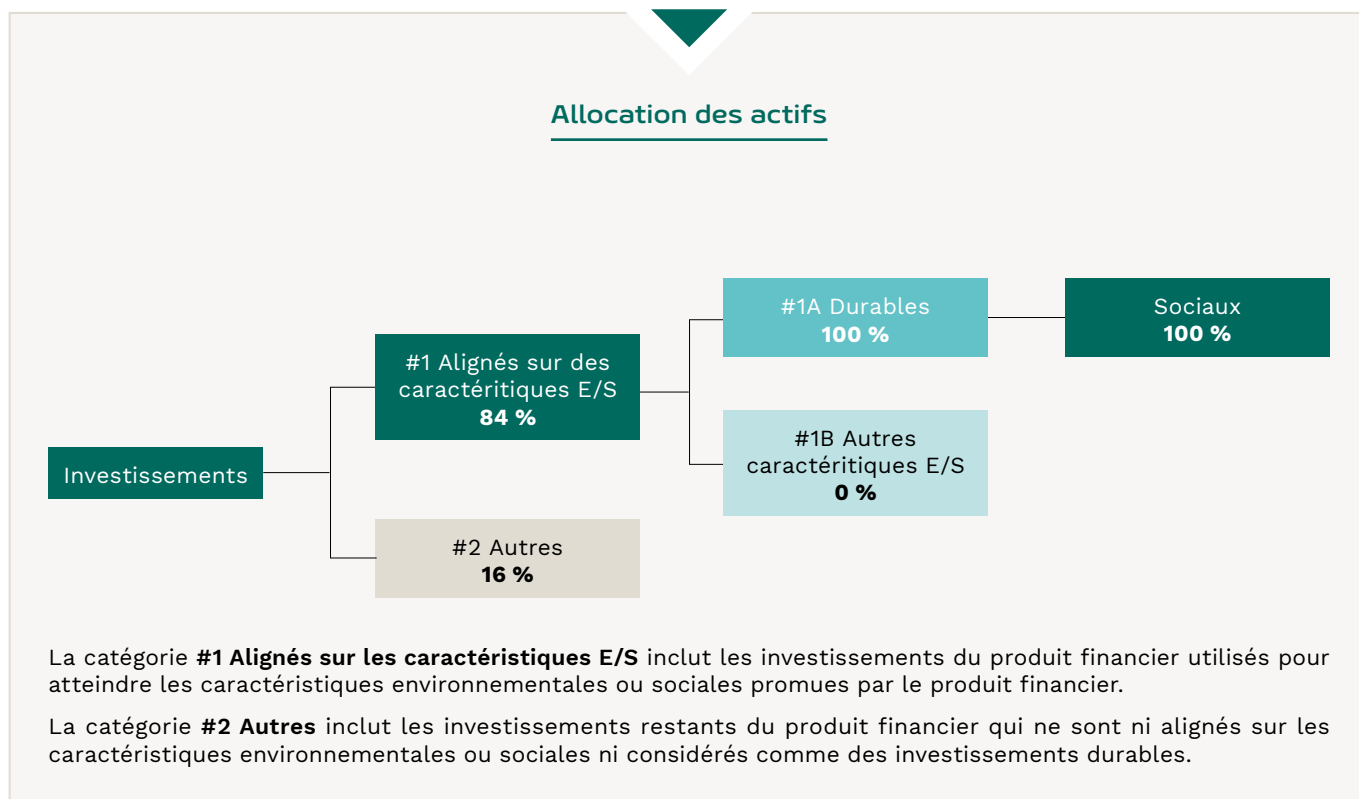 Allocation des actifs
#1A Durables
100 %
Sociaux
100 %
#1 Alignés sur des
caractéritiques E/S
84 %
#1B Autres
caractéritiques E/S
0 %
Investissements
#2 Autres
16 %
La catégorie #1 Alignés sur les caractéristiques E/S inclut les investissements du produit financier utilisés pour
atteindre les caractéristiques environnementales ou sociales promues par le produit financier.
La catégorie #2 Autres inclut les investissements restants du produit financier qui ne sont ni alignés sur les
caractéristiques environnementales ou sociales ni considérés comme des investissements durables.